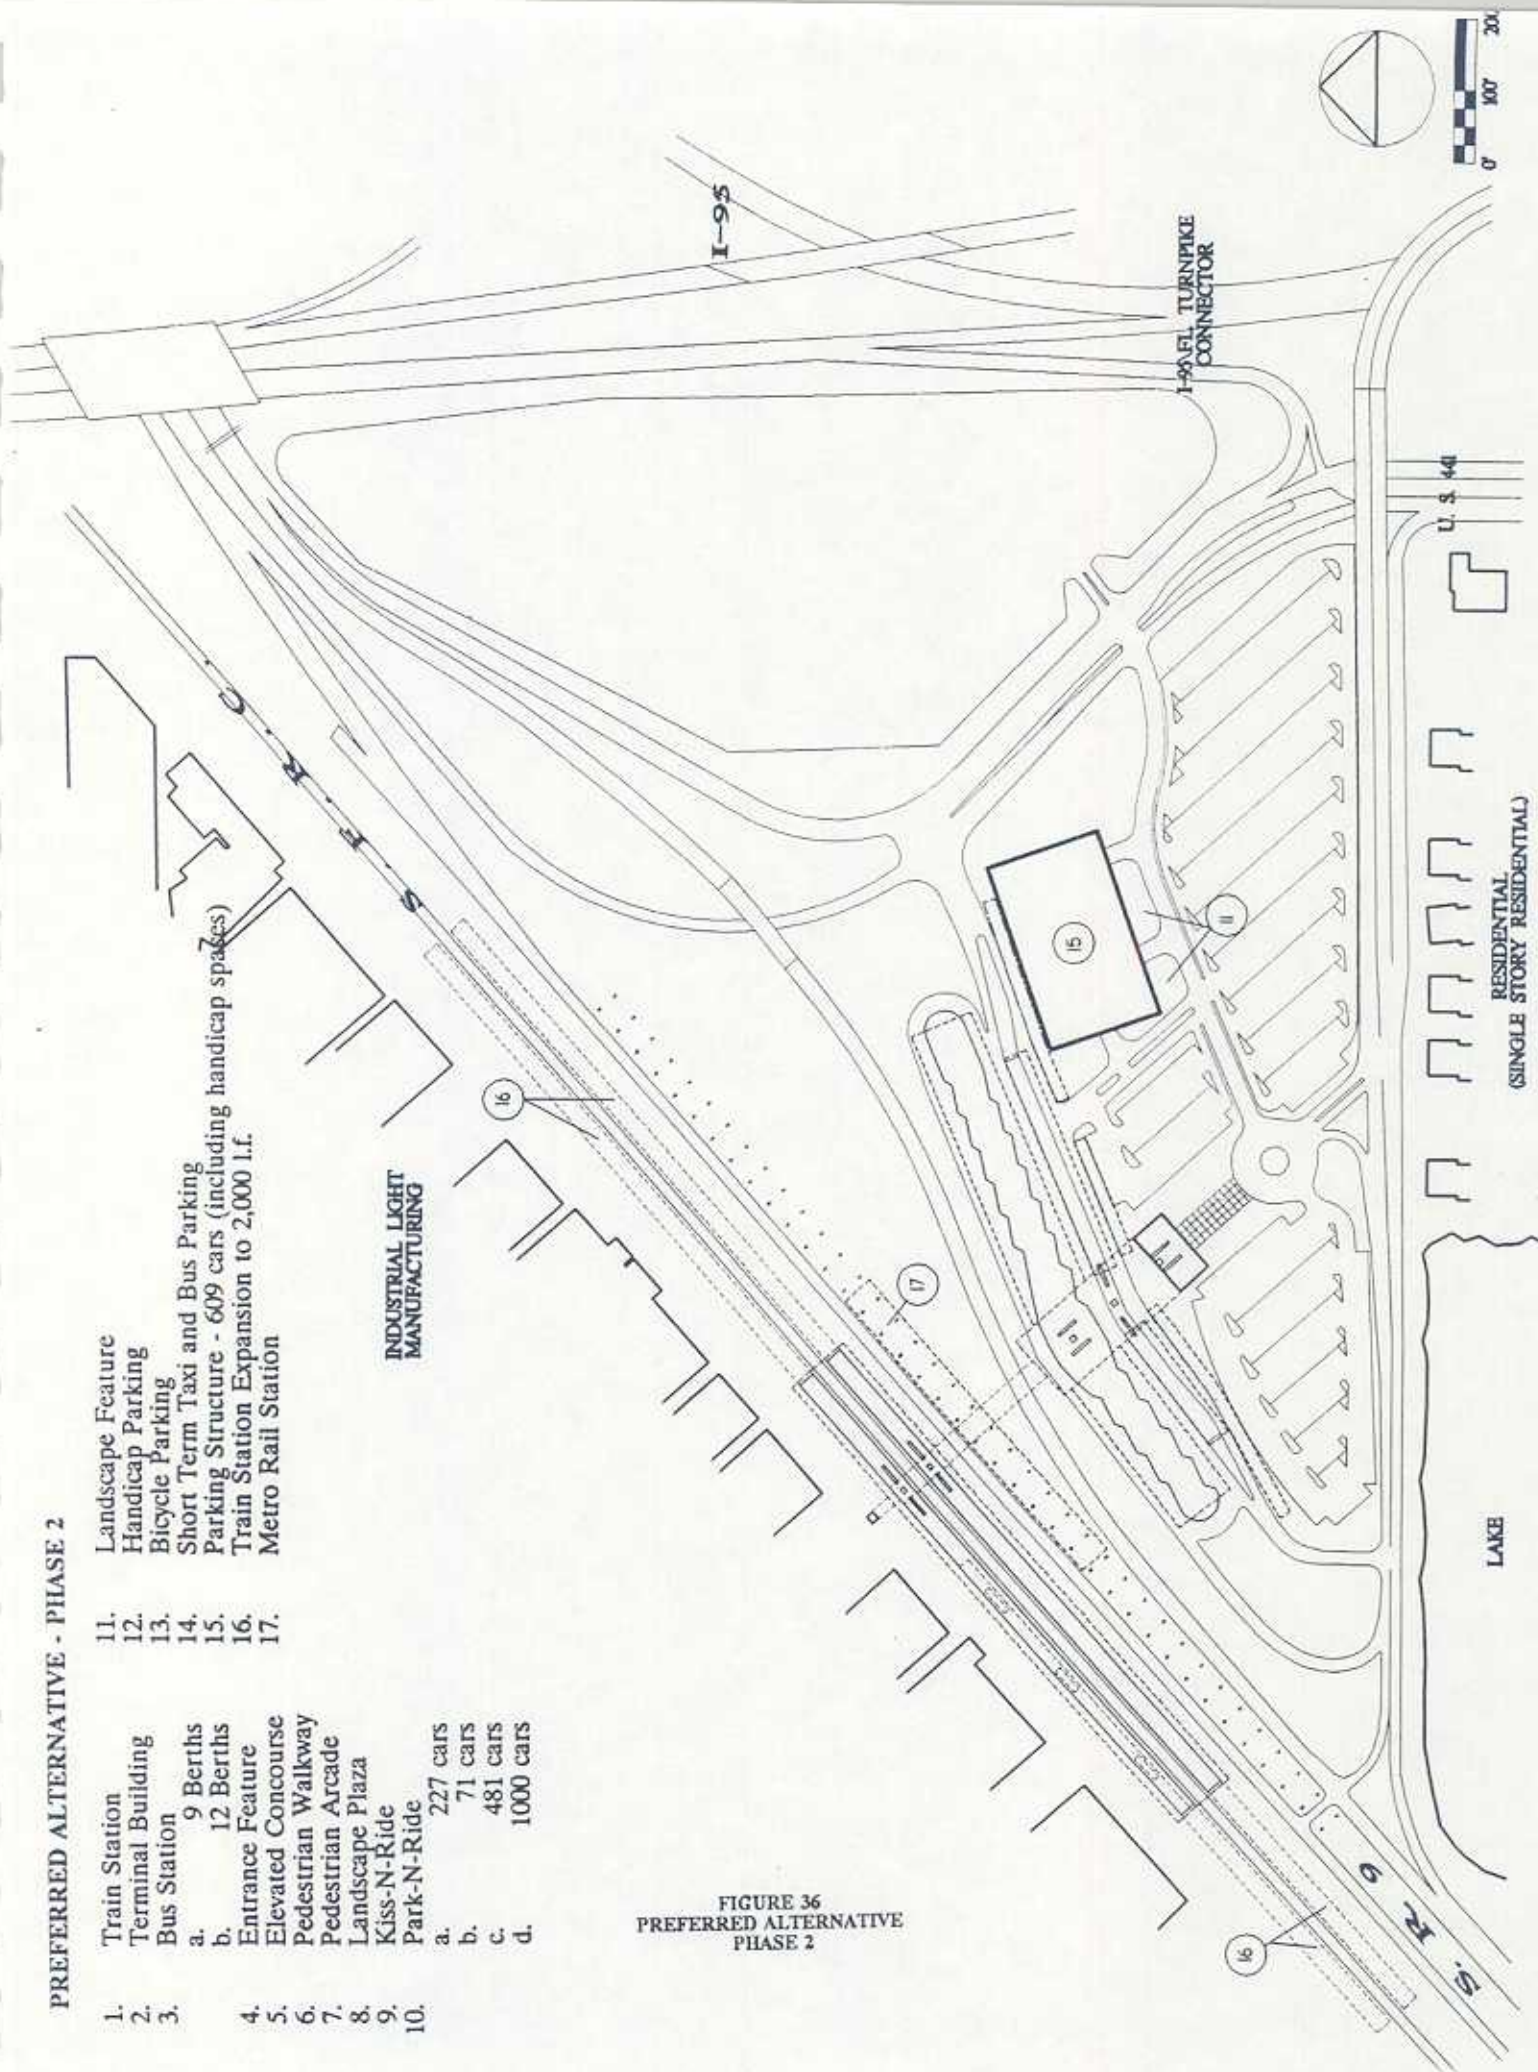 PREFERRED ALTERNATIVE - PHASE 2
1. Train Station
2. Terminal Building
3. Bus Station
a. 9 Berths
b. 12 Berths
4. Entrance Feature
5. Elevated Concourse
6. Pedestrian Walkway
7. Pedestrian Arcade
8. Landscape Plaza
9. Kiss-N-Ride
10. Park-N-Ride
a. 227 cars
b. 71 cars
c. 481 cars
d. 1000 cars
11. Landscape Feature
12. Handicap Parking
13. Bicycle Parking
14. Short Term Taxi and Bus Parking
15. Parking Structure - 609 cars (including handicap spases)
16. Train Station Expansion to 2,000 l.f.
17. Metro Rail Station
INDUSTRIAL LIGHT
MANUFACTURING
S.F.R.C.
I-95
I-95/FL. TURNPIKE
CONNECTOR
16
17
15
11
16
S. R. 9
U. S. 441
LAKE
RESIDENTIAL
(SINGLE STORY RESIDENTIAL)
0' 100' 200
FIGURE 36
PREFERRED ALTERNATIVE
PHASE 2